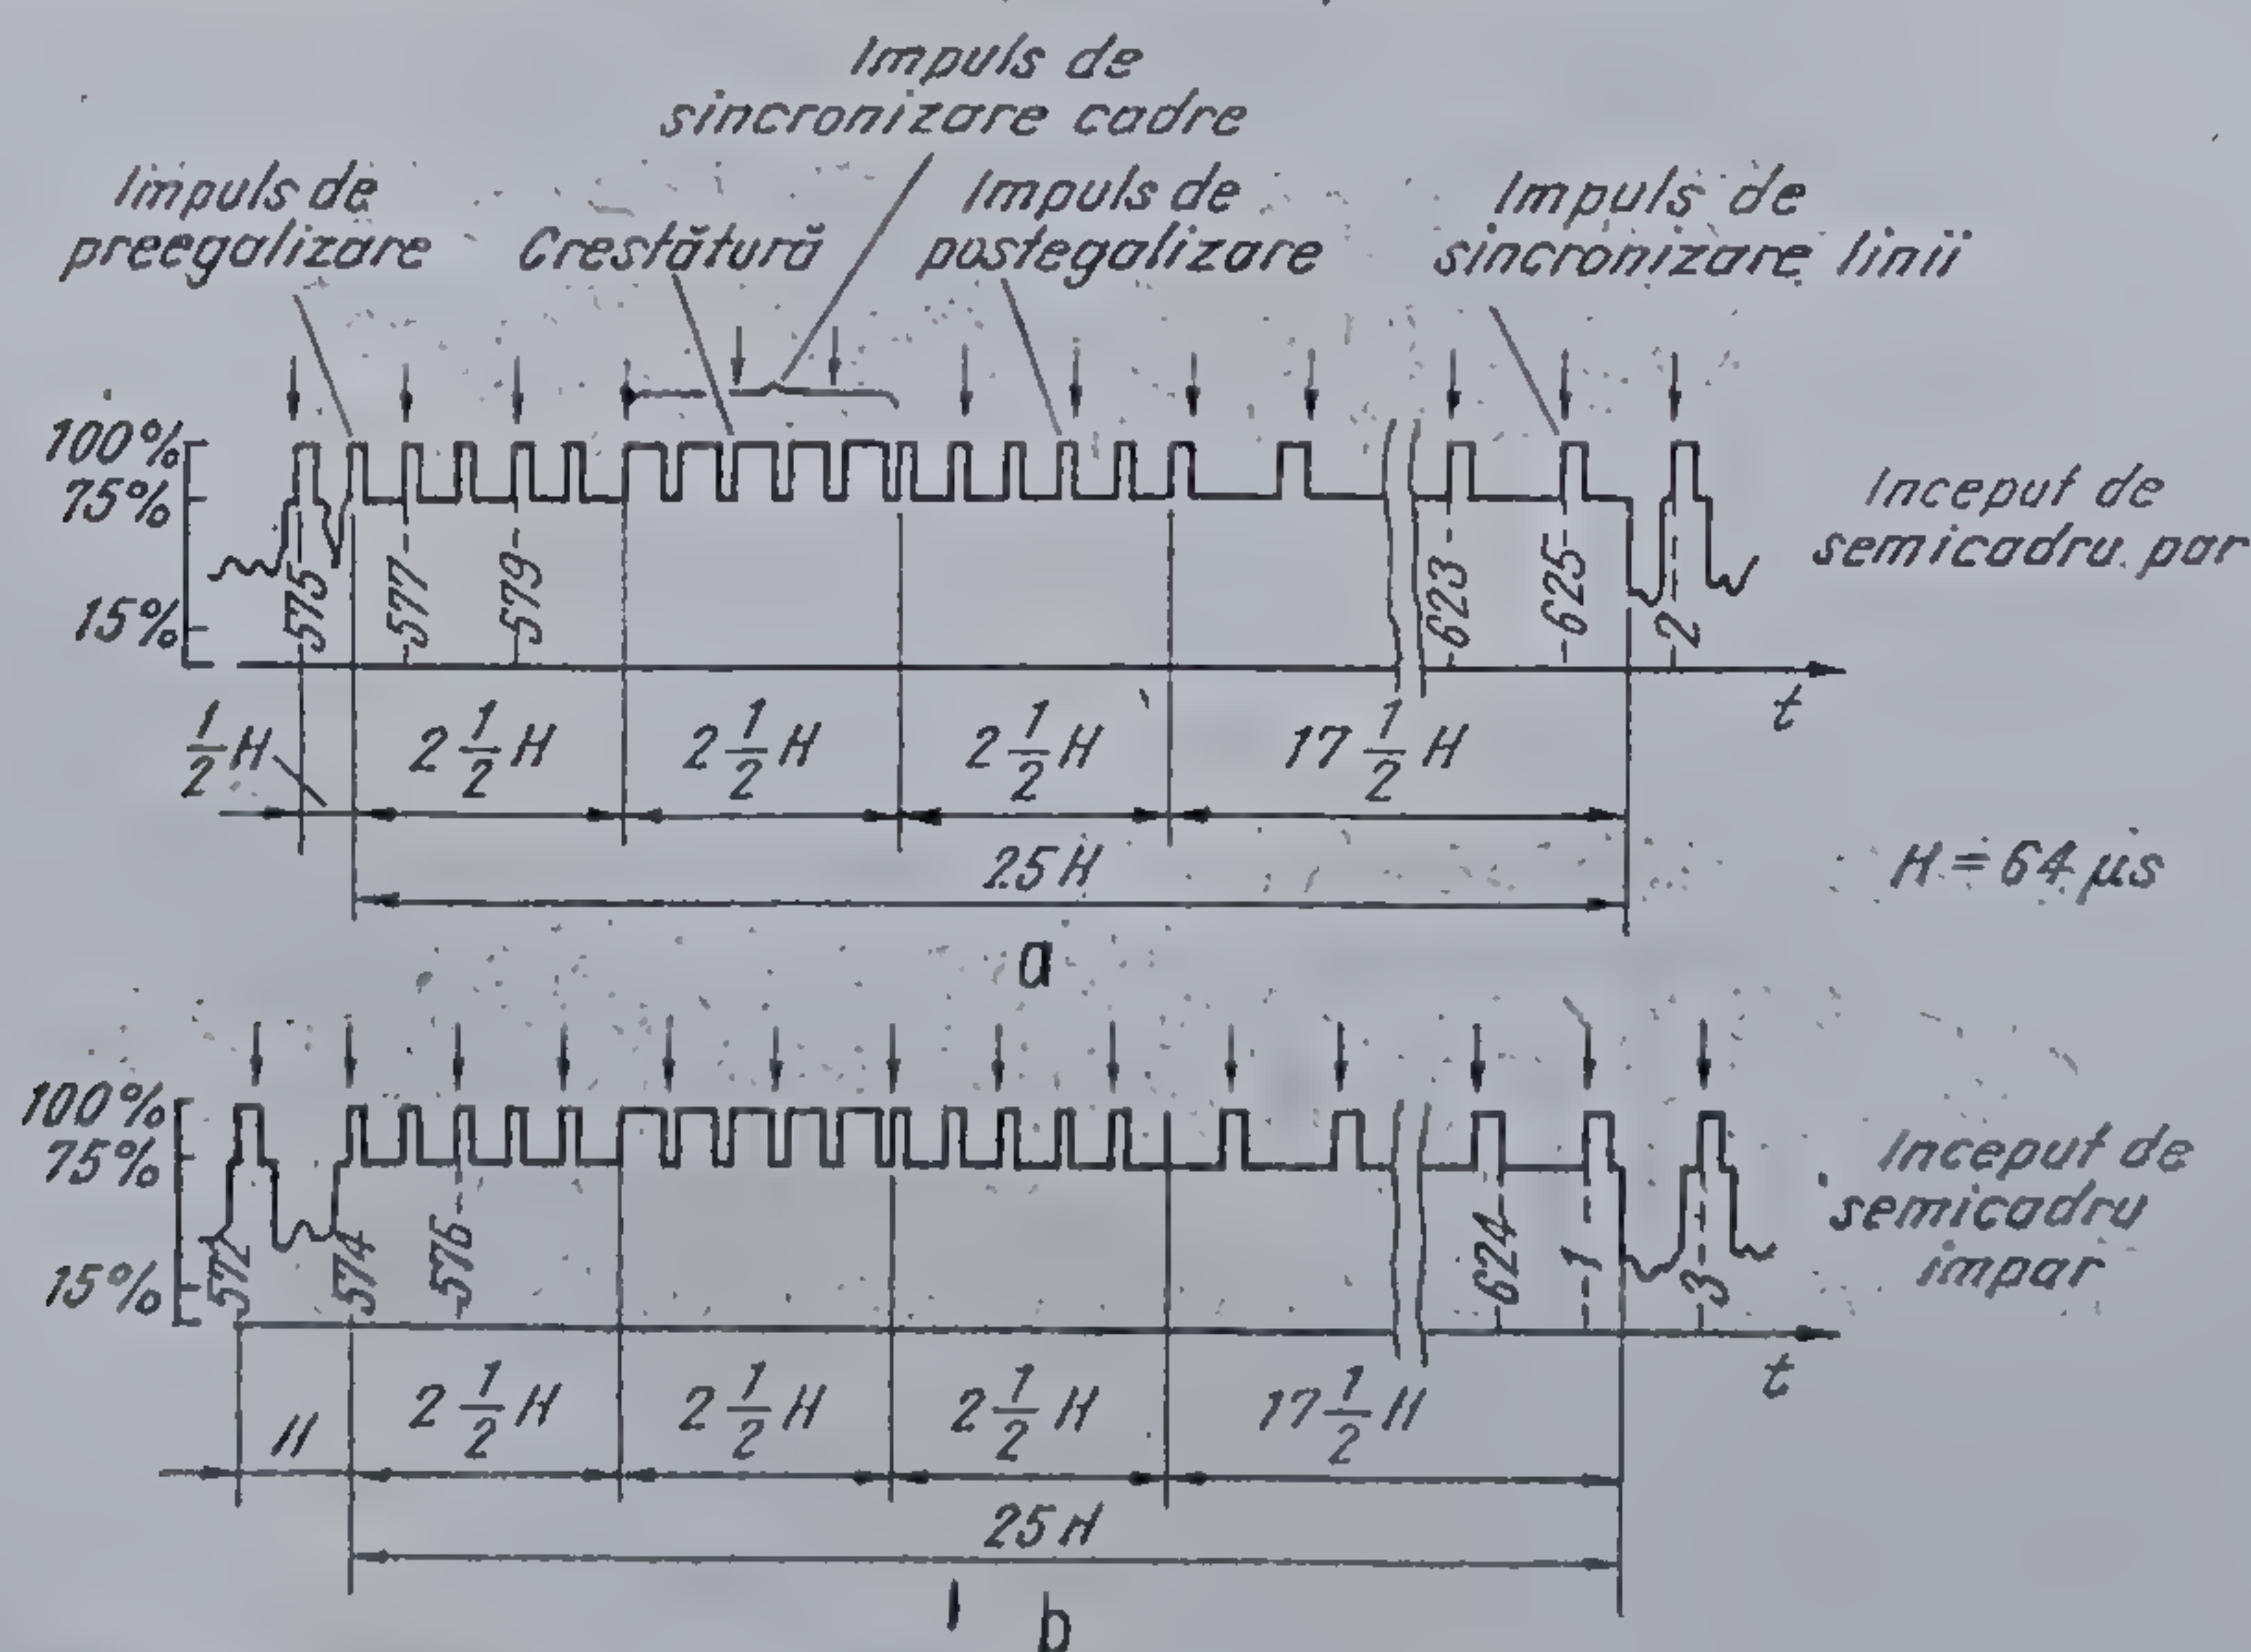 Impuls de
sincronizare cadre
Impuls de
preegalizare
Crestătură
Impuls de
postegalizare
Impuls de
sincronizare linii
100%
75%
15%
575
577
579
623
625
2
Inceput de
semicadru par
t
1/2 H
2 1/2 H
2 1/2 H
2 1/2 H
17 1/2 H
25 H
H = 64 µs
a
100%
75%
15%
572
574
576
624
1
3
Inceput de
semicadru
impar
t
H
2 1/2 H
2 1/2 H
2 1/2 H
17 1/2 H
25 H
b